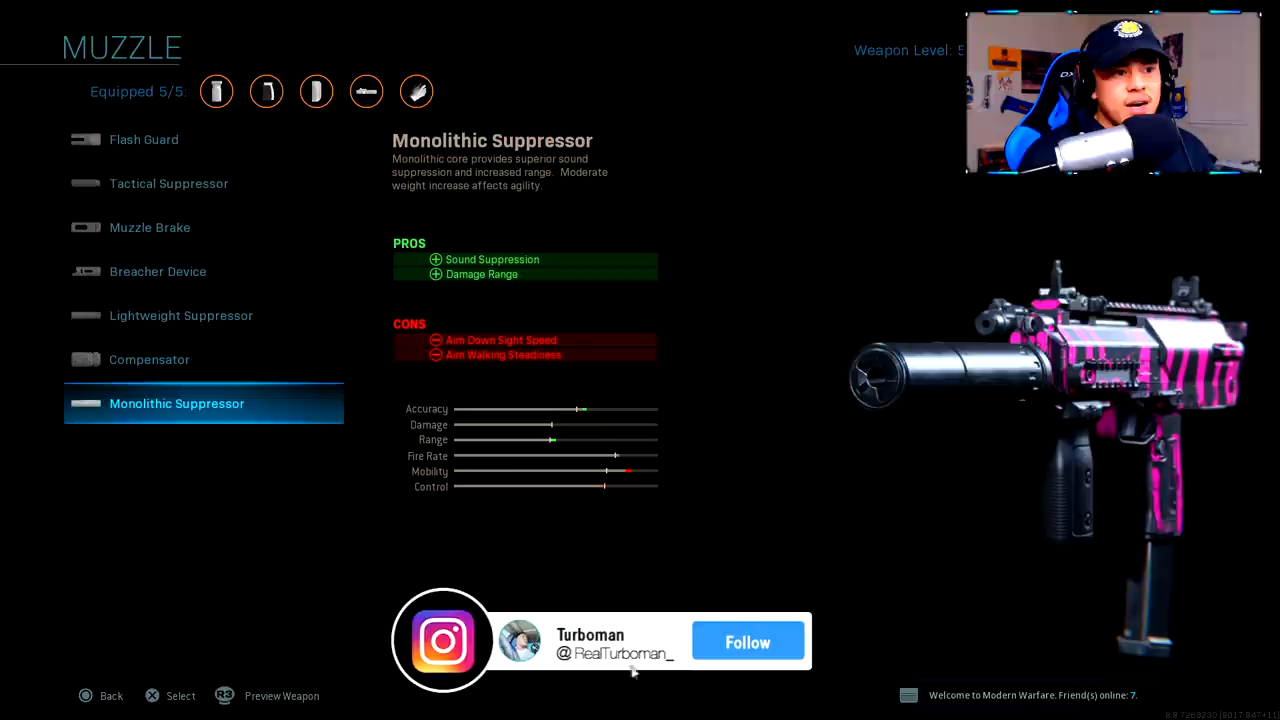 MUZZLE
Weapon Level: 5
Equipped 5/5:
Flash Guard
Tactical Suppressor
Muzzle Brake
Breacher Device
Lightweight Suppressor
Compensator
Monolithic Suppressor
Monolithic Suppressor
Monolithic core provides superior sound
suppression and increased range. Moderate
weight increase affects agility.
PROS
Sound Suppression
Damage Range
CONS
Aim Down Sight Speed
Aim Walking Steadiness
Accuracy
Damage
Range
Fire Rate
Mobility
Control
Turboman
@RealTurboman_
Follow
Back
Select
R3 Preview Weapon
Welcome to Modern Warfare. Friend(s) online: 7.